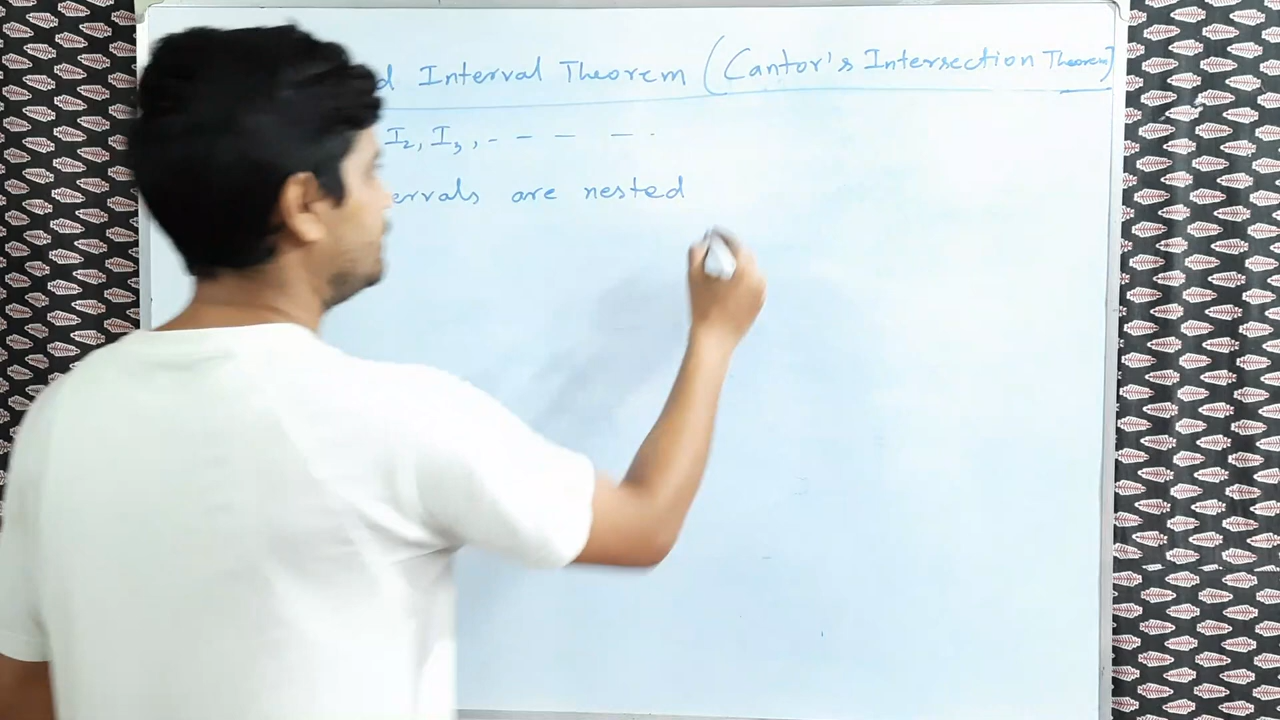 d Interval Theorem (Cantor's Intersection Theorem)
I₂, I₃, - - - - .
ervals are nested